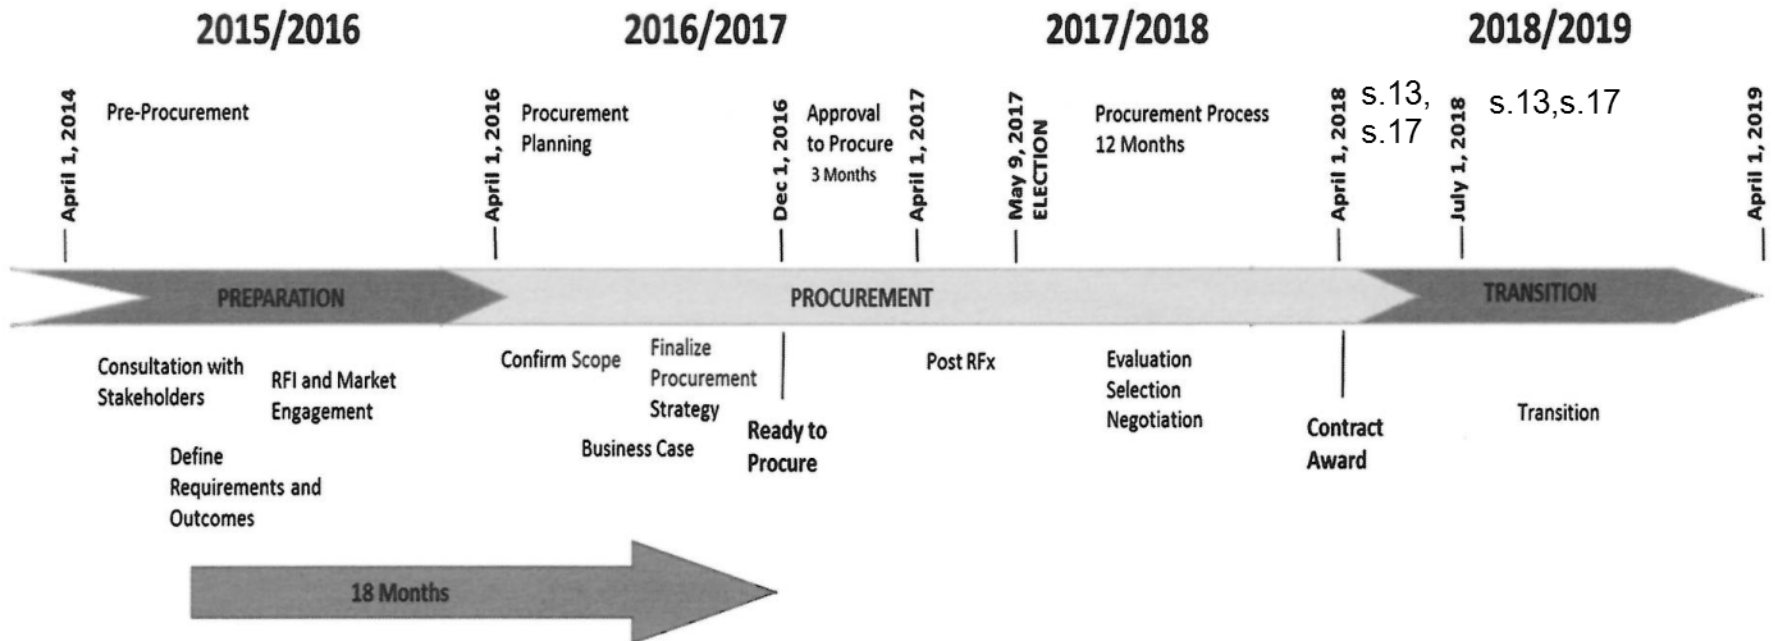 2015/2016
2016/2017
2017/2018
2018/2019
April 1, 2014
Pre-Procurement
April 1, 2016
Procurement
Planning
Dec 1, 2016
Approval
to Procure
3 Months
April 1, 2017
May 9, 2017
ELECTION
Procurement Process
12 Months
April 1, 2018
s.13,
s.17
July 1, 2018
s.13,s.17
April 1, 2019
PREPARATION
PROCUREMENT
TRANSITION
Consultation with
Stakeholders
RFI and Market
Engagement
Define
Requirements and
Outcomes
Confirm Scope
Finalize
Procurement
Strategy
Business Case
Ready to
Procure
Post RFx
Evaluation
Selection
Negotiation
Contract
Award
Transition
18 Months